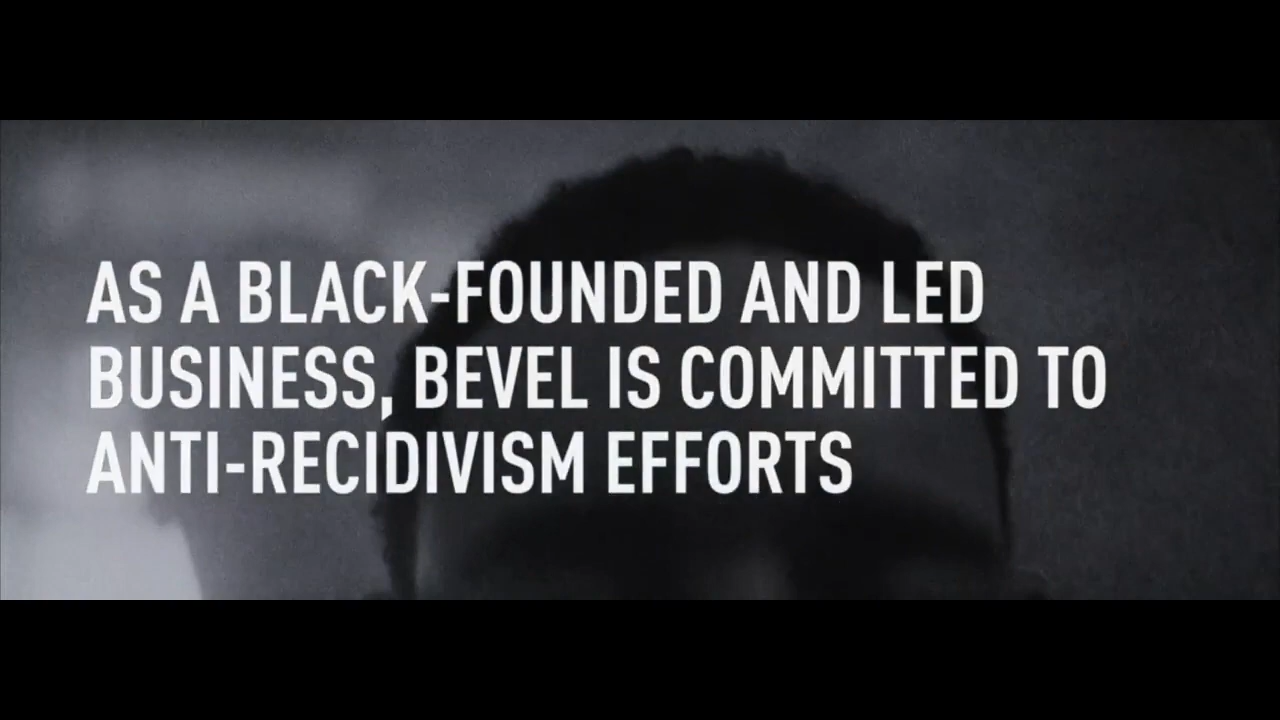 AS A BLACK-FOUNDED AND LED
BUSINESS, BEVEL IS COMMITTED TO
ANTI-RECIDIVISM EFFORTS